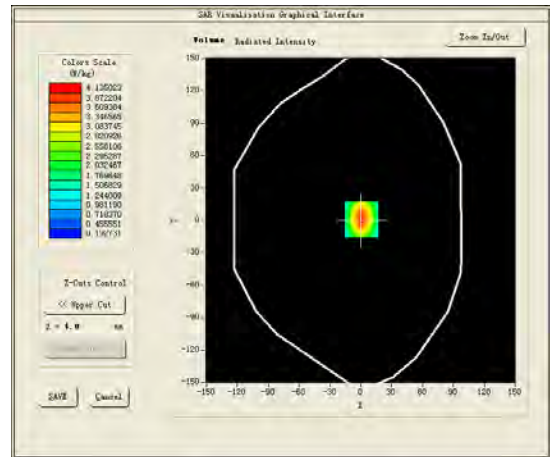 SAR Visualisation Graphical Interface
Volume Radiated Intensity
Zoom In/Out
Colors Scale
(W/kg)
4.135023
3.872204
3.609384
3.346565
3.083745
2.820926
2.558106
2.295287
2.032467
1.769648
1.506829
1.244009
0.981190
0.718370
0.455551
Z-Cuts Control
<< Upper Cut
Z = 4.0 mm
SAVE
Cancel
Y
150
120
90
60
30
0
-30
-60
-90
-120
-150
-150 -120 -90 -60 -30 0 30 60 90 120 150
X